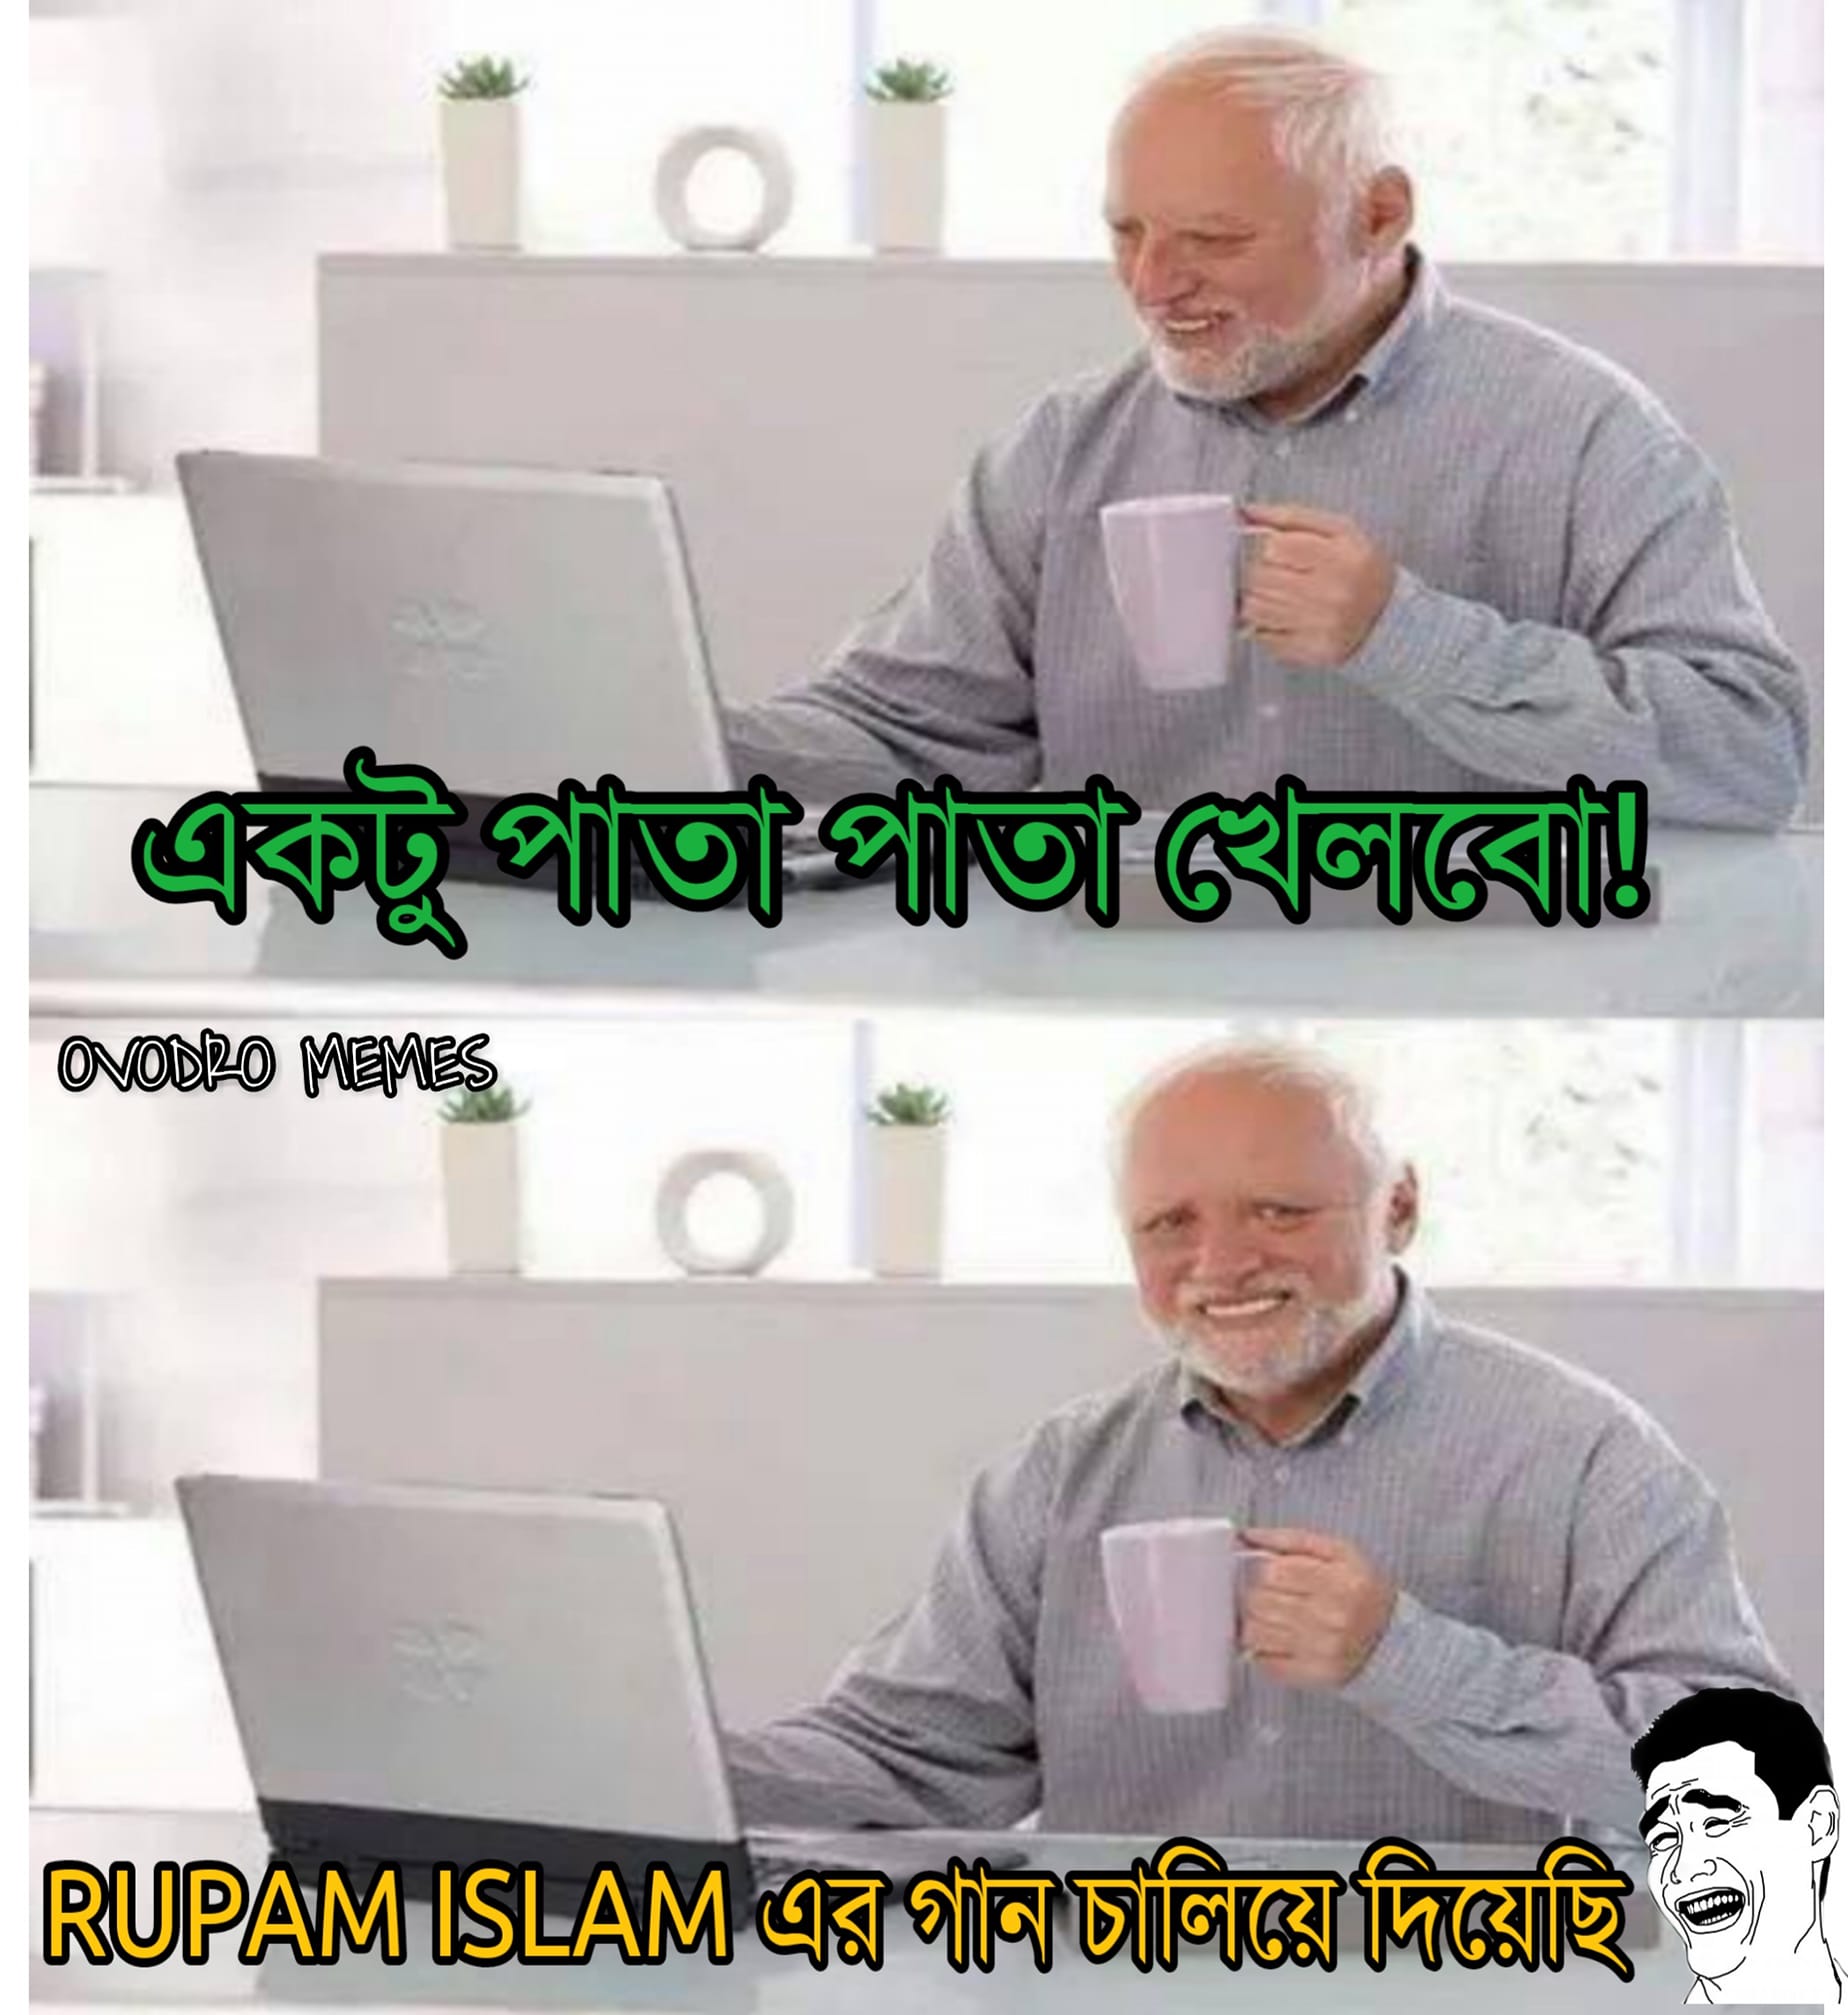 একটু পাতা পাতা খেলবো!
OVODRO MEMES
RUPAM ISLAM এর গান চালিয়ে দিয়েছি